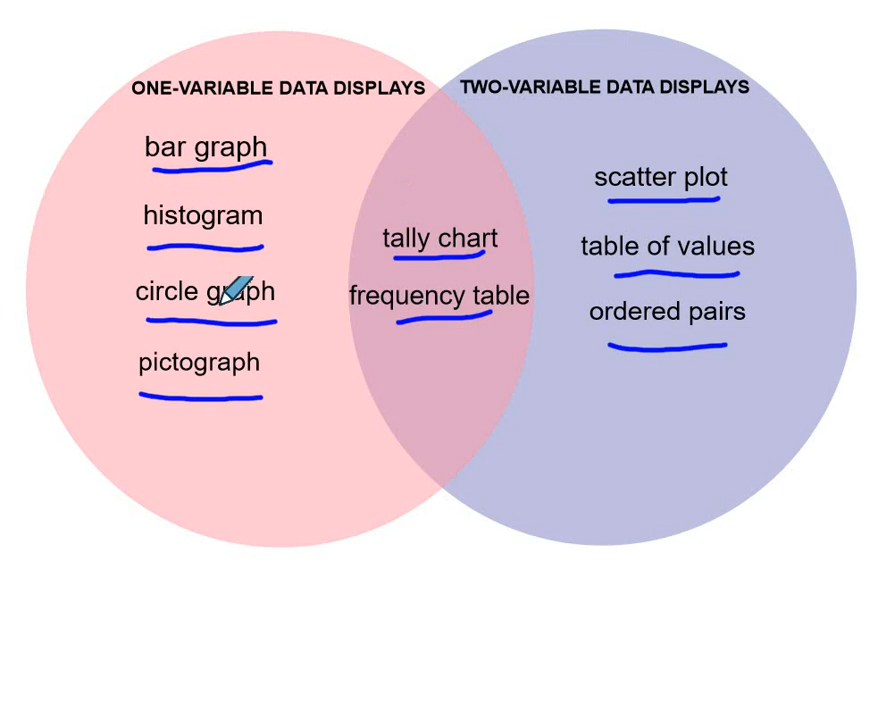 ONE-VARIABLE DATA DISPLAYS
bar graph
histogram
circle graph
pictograph
tally chart
frequency table
TWO-VARIABLE DATA DISPLAYS
scatter plot
table of values
ordered pairs